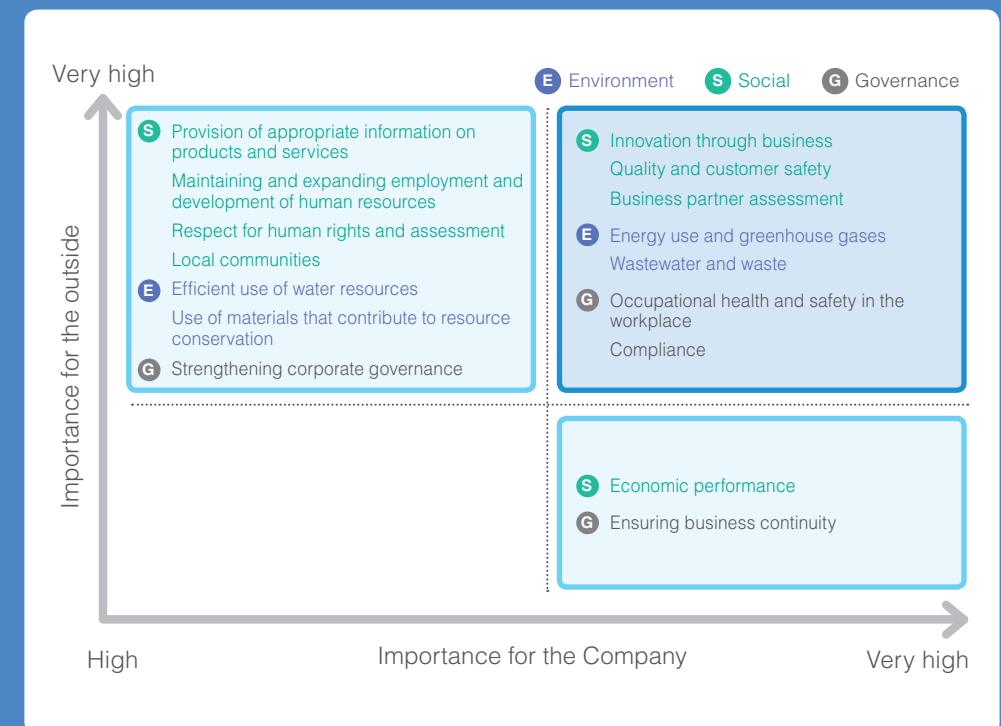 Very high
E Environment S Social G Governance
S Provision of appropriate information on
products and services
Maintaining and expanding employment and
development of human resources
Respect for human rights and assessment
Local communities
E Efficient use of water resources
Use of materials that contribute to resource
conservation
G Strengthening corporate governance
S Innovation through business
Quality and customer safety
Business partner assessment
E Energy use and greenhouse gases
Wastewater and waste
G Occupational health and safety in the
workplace
Compliance
S Economic performance
G Ensuring business continuity
Importance for the outside
High
Importance for the Company
Very high